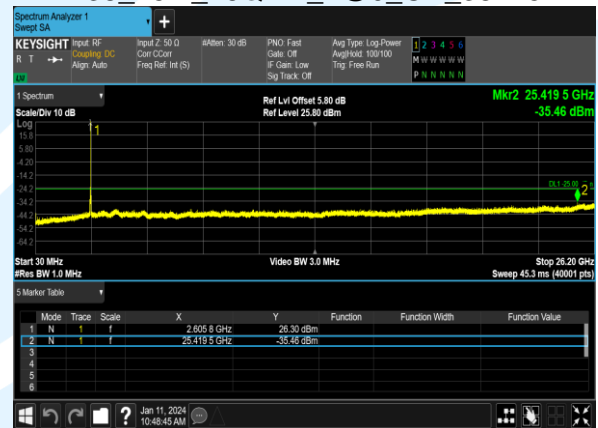 Spectrum Analyzer 1
Swept SA
+
KEYSIGHT Input: RF Input Z: 50 Ω #Atten: 30 dB PNO: Fast Avg Type: Log-Power 1 2 3 4 5 6
R T Coupling: DC Corr CCorr Gate: Off Avg|Hold: 100/100 M W W W W W
Align: Auto Freq Ref: Int (S) IF Gain: Low Trig: Free Run P N N N N N
Sig Track: Off
LXI
1 Spectrum Ref Lvl Offset 5.80 dB Mkr2 25.419 5 GHz
Scale/Div 10 dB Ref Level 25.80 dBm -35.46 dBm
Log
15.8 1
5.80
-4.20
-14.2
-24.2 DL1 -25.00 2
-34.2
-44.2
-54.2
-64.2
Start 30 MHz Video BW 3.0 MHz Stop 26.20 GHz
#Res BW 1.0 MHz Sweep 45.3 ms (40001 pts)
5 Marker Table
Mode Trace Scale X Y Function Function Width Function Value
1 N 1 f 2.605 8 GHz 26.30 dBm
2 N 1 f 25.419 5 GHz -35.46 dBm
3
4
5
6
? Jan 11, 2024
10:48:45 AM